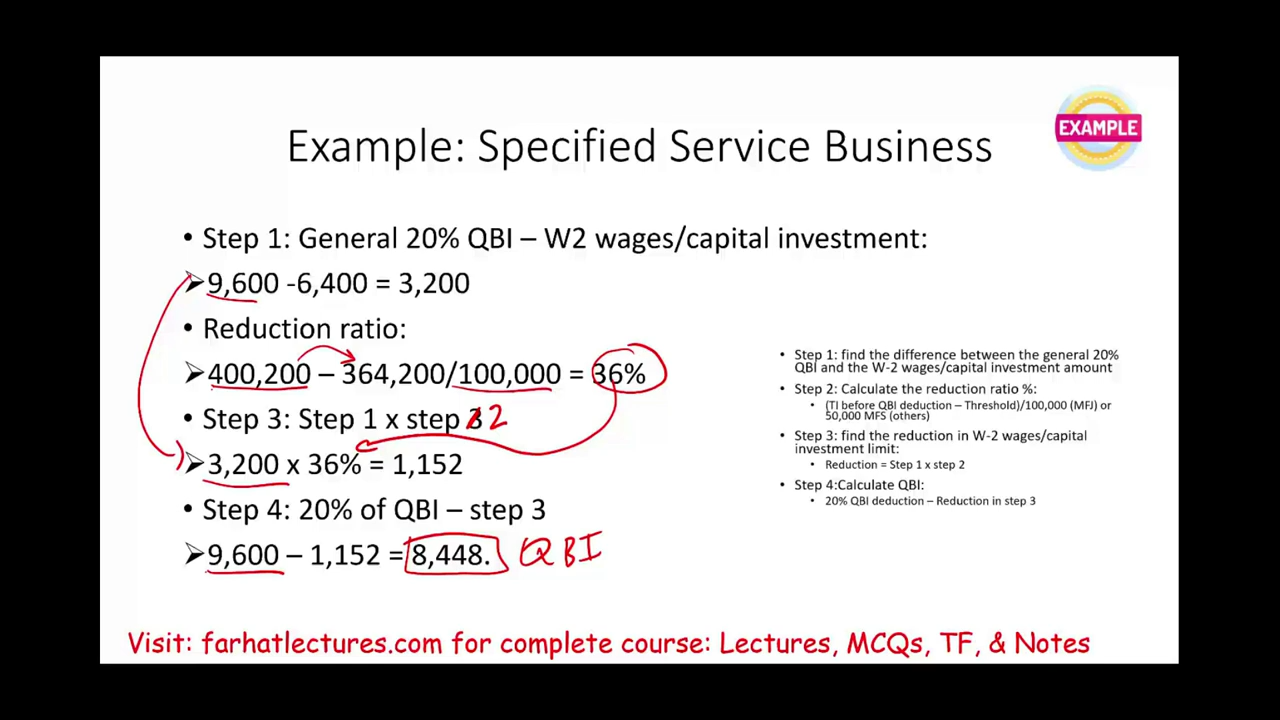 EXAMPLE
Example: Specified Service Business
• Step 1: General 20% QBI – W2 wages/capital investment:
➢9,600 -6,400 = 3,200
• Reduction ratio:
➢400,200 – 364,200/100,000 = 36%
• Step 3: Step 1 x step 3 2
➢3,200 x 36% = 1,152
• Step 4: 20% of QBI – step 3
➢9,600 – 1,152 = 8,448. QBI
• Step 1: find the difference between the general 20%
QBI and the W-2 wages/capital investment amount
• Step 2: Calculate the reduction ratio %:
• (TI before QBI deduction – Threshold)/100,000 (MFJ) or
50,000 MFS (others)
• Step 3: find the reduction in W-2 wages/capital
investment limit:
• Reduction = Step 1 x step 2
• Step 4:Calculate QBI:
• 20% QBI deduction – Reduction in step 3
Visit: farhatlectures.com for complete course: Lectures, MCQs, TF, & Notes